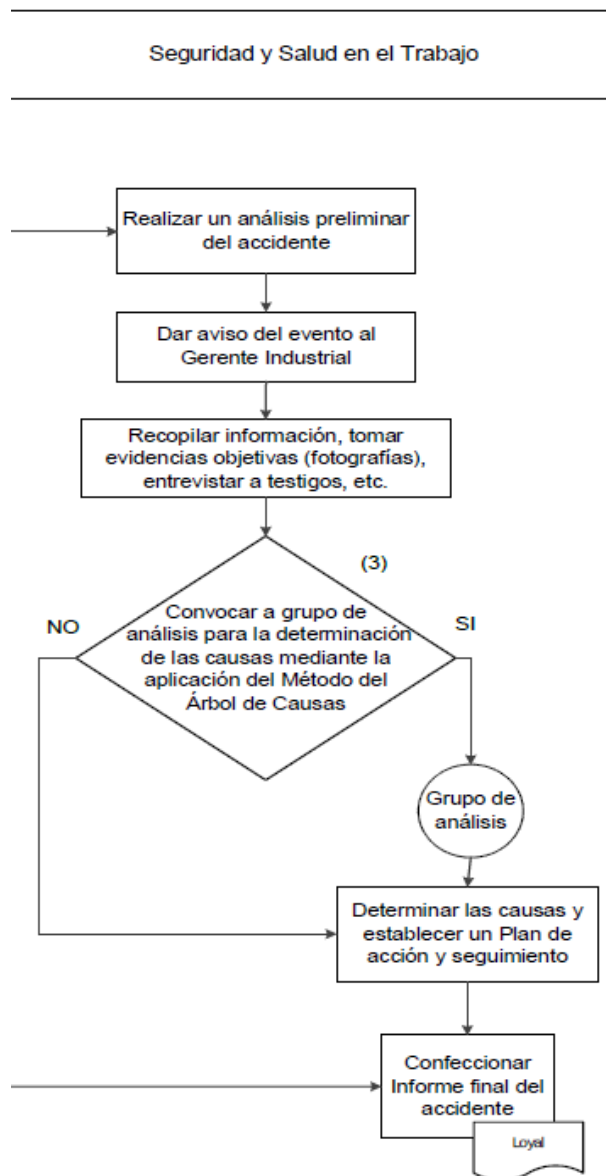 Seguridad y Salud en el Trabajo
Realizar un análisis preliminar
del accidente
Dar aviso del evento al
Gerente Industrial
Recopilar información, tomar
evidencias objetivas (fotografías),
entrevistar a testigos, etc.
(3)
NO
SI
Convocar a grupo de
análisis para la determinación
de las causas mediante la
aplicación del Método del
Árbol de Causas
Grupo de
análisis
Determinar las causas y
establecer un Plan de
acción y seguimiento
Confeccionar
Informe final del
accidente
Loyal